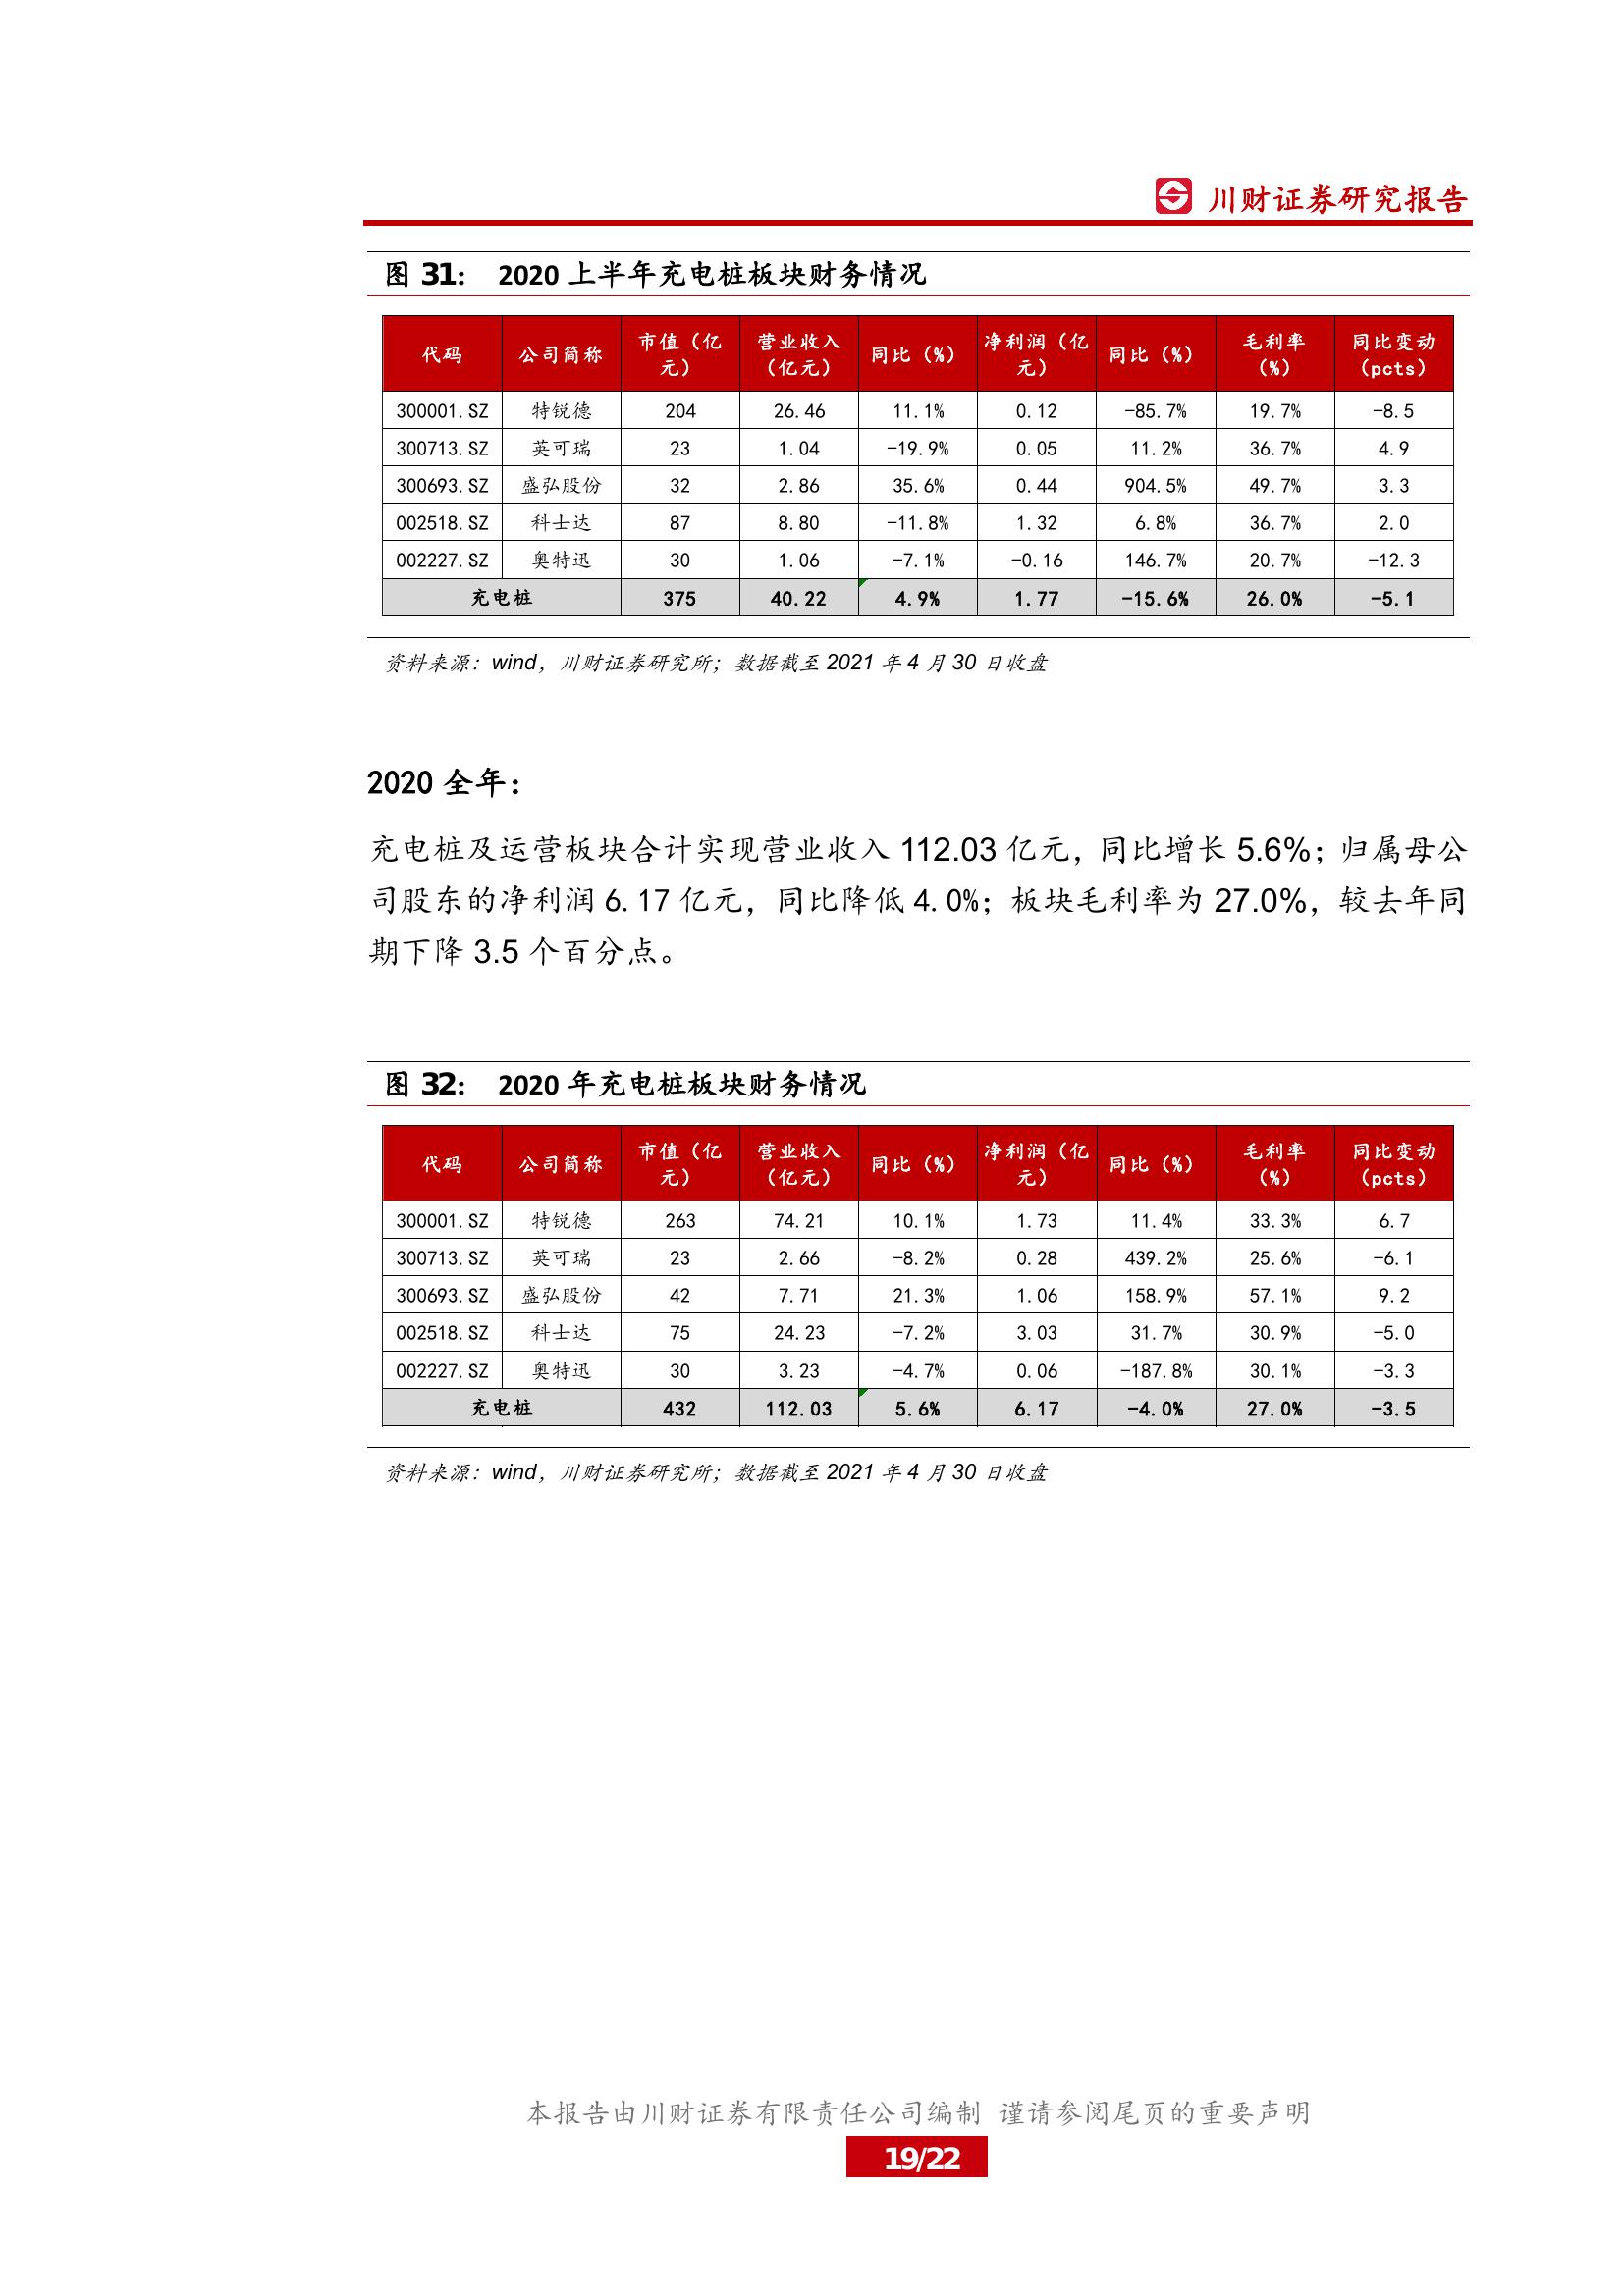 川财证券研究报告
图 31： 2020 上半年充电桩板块财务情况
代码 公司简称 市值（亿元） 营业收入（亿元） 同比（%） 净利润（亿元） 同比（%） 毛利率（%） 同比变动（pcts）
300001.SZ 特锐德 204 26.46 11.1% 0.12 -85.7% 19.7% -8.5
300713.SZ 英可瑞 23 1.04 -19.9% 0.05 11.2% 36.7% 4.9
300693.SZ 盛弘股份 32 2.86 35.6% 0.44 904.5% 49.7% 3.3
002518.SZ 科士达 87 8.80 -11.8% 1.32 6.8% 36.7% 2.0
002227.SZ 奥特迅 30 1.06 -7.1% -0.16 146.7% 20.7% -12.3
充电桩 375 40.22 4.9% 1.77 -15.6% 26.0% -5.1
资料来源：wind，川财证券研究所；数据截至 2021 年 4 月 30 日收盘
2020 全年：
充电桩及运营板块合计实现营业收入 112.03 亿元，同比增长 5.6%；归属母公
司股东的净利润 6.17 亿元，同比降低 4.0%；板块毛利率为 27.0%，较去年同
期下降 3.5 个百分点。
图 32： 2020 年充电桩板块财务情况
代码 公司简称 市值（亿元） 营业收入（亿元） 同比（%） 净利润（亿元） 同比（%） 毛利率（%） 同比变动（pcts）
300001.SZ 特锐德 263 74.21 10.1% 1.73 11.4% 33.3% 6.7
300713.SZ 英可瑞 23 2.66 -8.2% 0.28 439.2% 25.6% -6.1
300693.SZ 盛弘股份 42 7.71 21.3% 1.06 158.9% 57.1% 9.2
002518.SZ 科士达 75 24.23 -7.2% 3.03 31.7% 30.9% -5.0
002227.SZ 奥特迅 30 3.23 -4.7% 0.06 -187.8% 30.1% -3.3
充电桩 432 112.03 5.6% 6.17 -4.0% 27.0% -3.5
资料来源：wind，川财证券研究所；数据截至 2021 年 4 月 30 日收盘
本报告由川财证券有限责任公司编制 谨请参阅尾页的重要声明
19/22